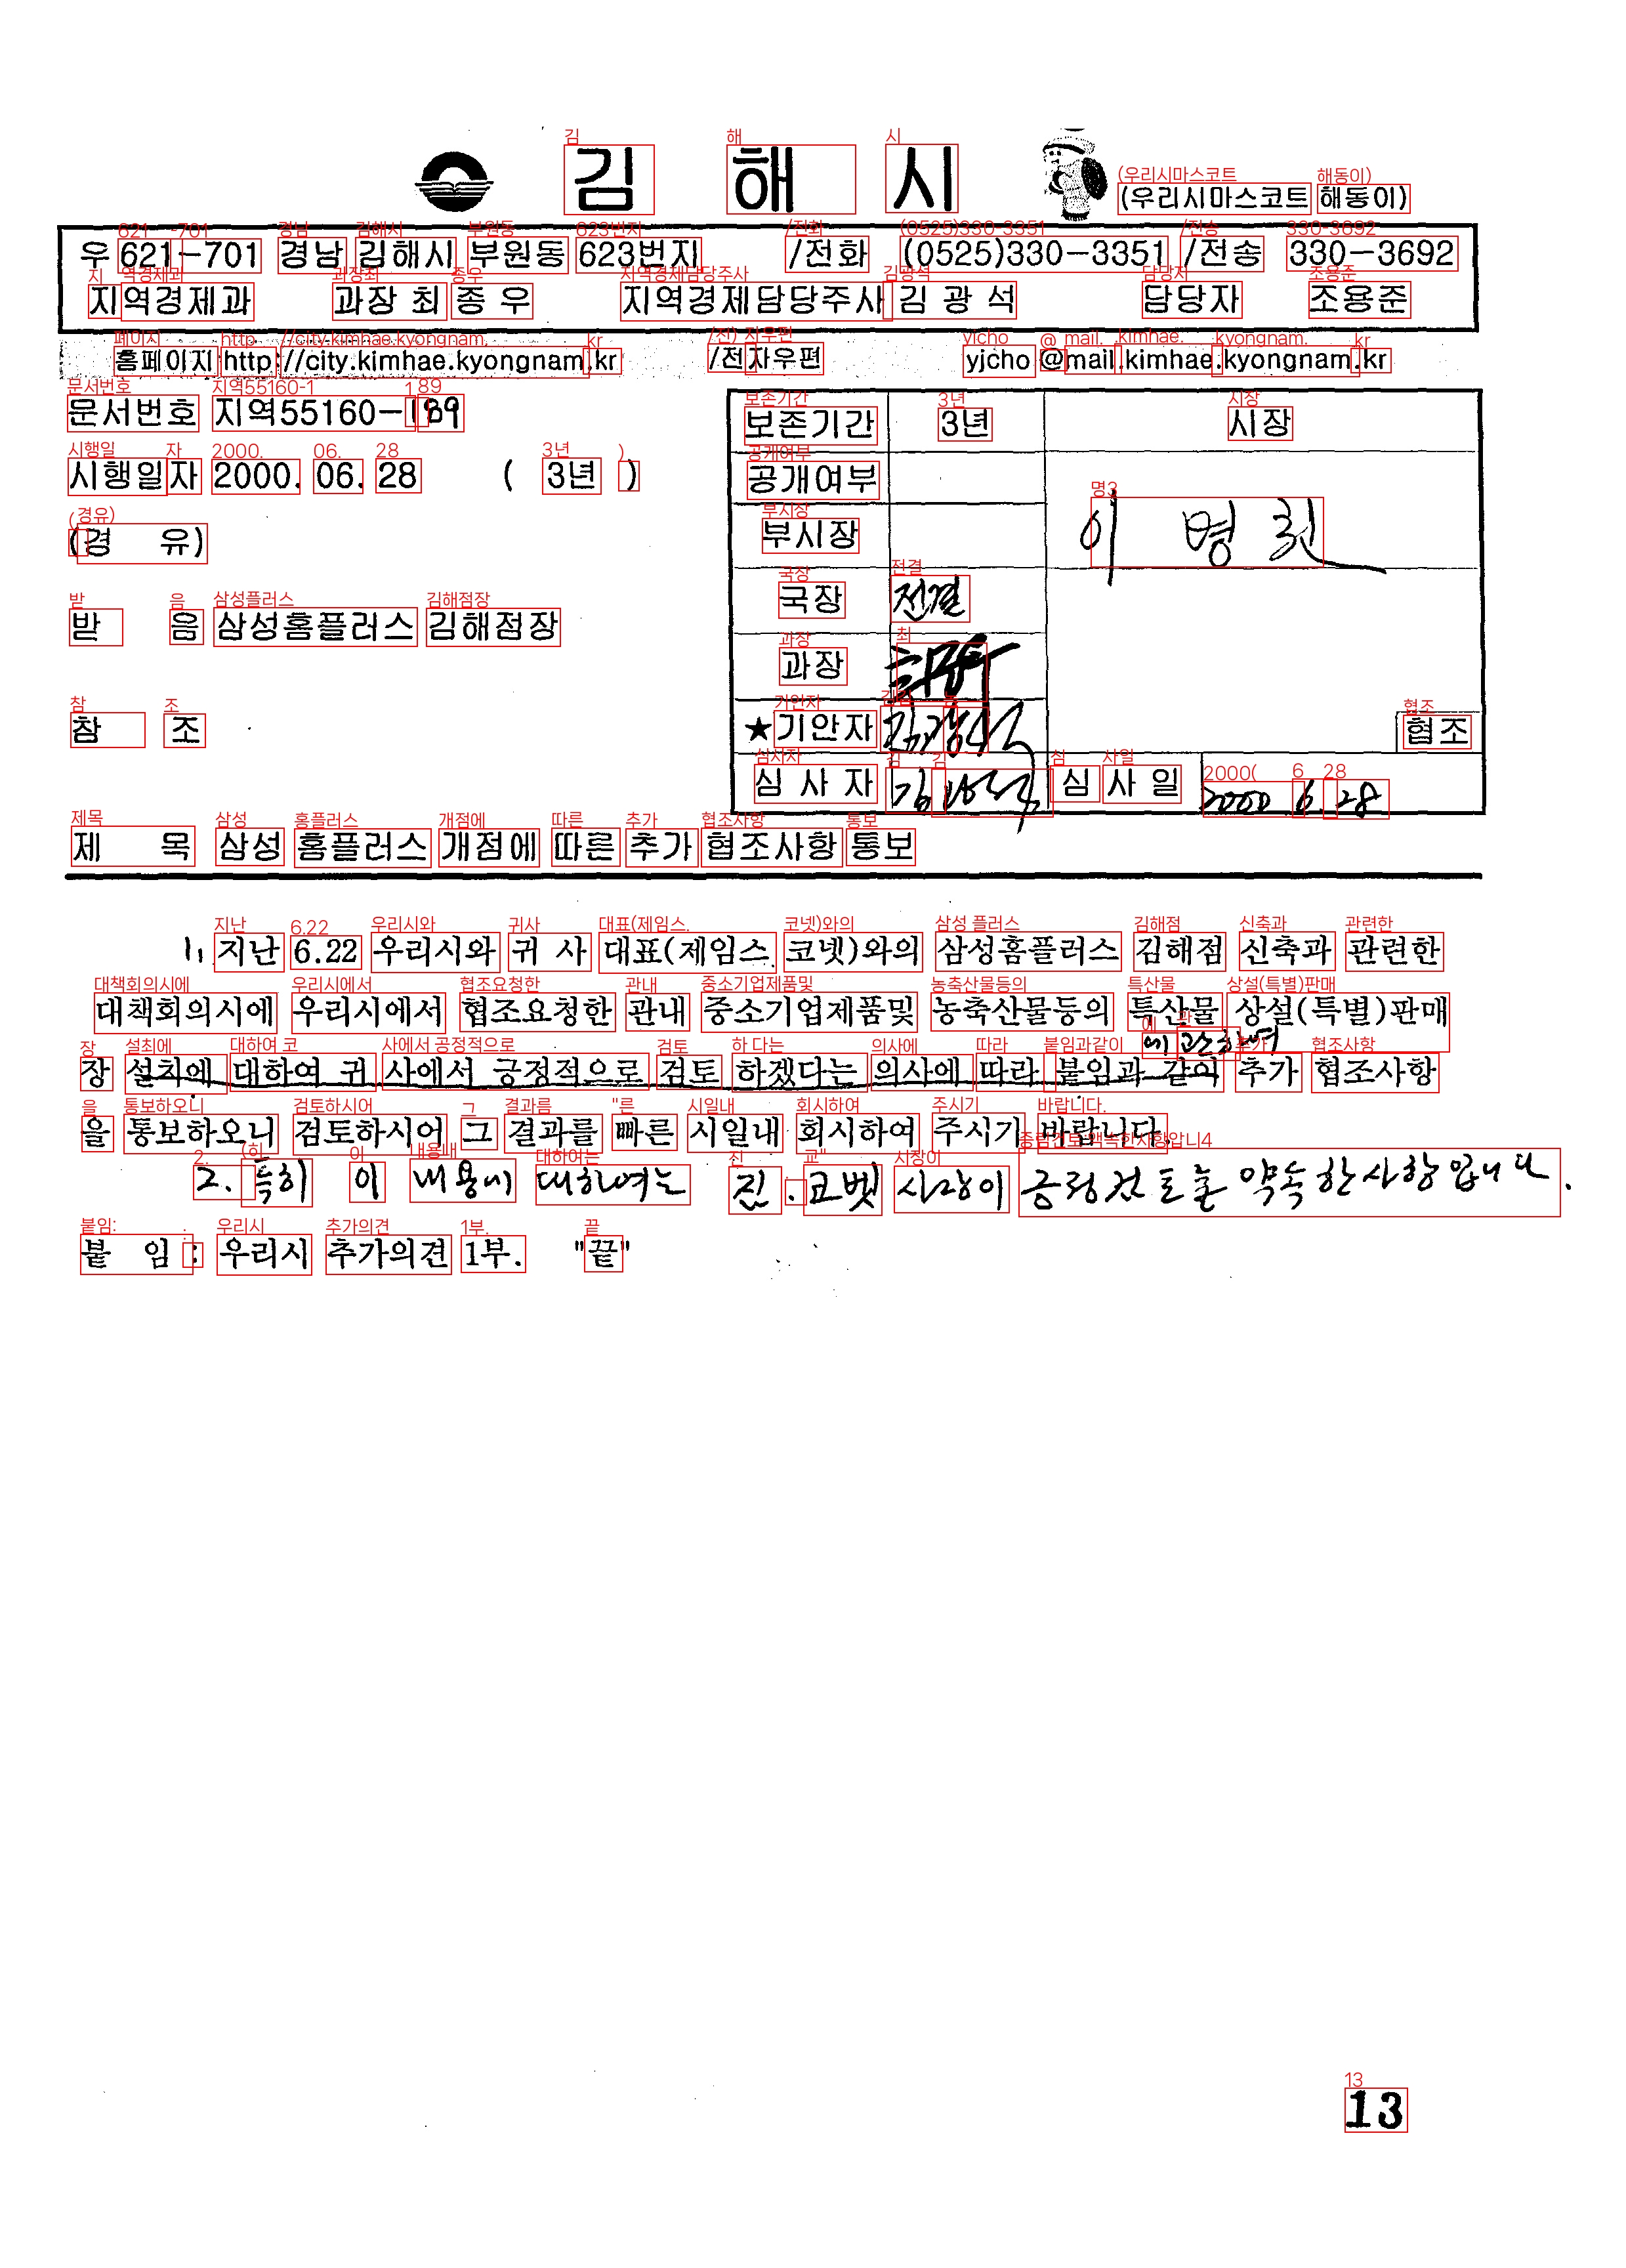 김 해 시 (우리시마스코트 해동이)
우 621-701 경남 김해시 부원동 623번지 /전화 (0525)330-3351 /전송 330-3692
지역경제과 과장 최 종 우 지역경제담당주사 김 광 석 담당자 조용준
홈페이지 http://city.kimhae.kyongnam.kr /전자우편 yjcho@mail.kimhae.kyongnam.kr
문서번호 지역55160-189
시행일자 2000. 06. 28 ( 3년 )
(경 유)
받 음 삼성홈플러스 김해점장
참 조
보존기간 3년 시장
공개여부
부시장
국장 전결
과장
★기안자 김광석 협조
심 사 자 심 사 일 2000 6. 28
제 목 삼성 홈플러스 개점에 따른 추가 협조사항 통보
1. 지난 6.22 우리시와 귀 사 대표(제임스. 코넷)와의 삼성홈플러스 김해점 신축과 관련한
대책회의시에 우리시에서 협조요청한 관내 중소기업제품및 농축산물등의 특산물 상설(특별)판매
에 관하여
장 설치에 대하여 귀 사에서 긍정적으로 검토 하겠다는 의사에 따라 붙임과 같이 추가 협조사항
을 통보하오니 검토하시어 그 결과를 빠른 시일내 회시하여 주시기 바랍니다.
2. 특히 이 내용에 대하여는 사장이 긍정검토를 약속한 사항입니다.
붙 임 : 우리시 추가의견 1부. "끝"
13